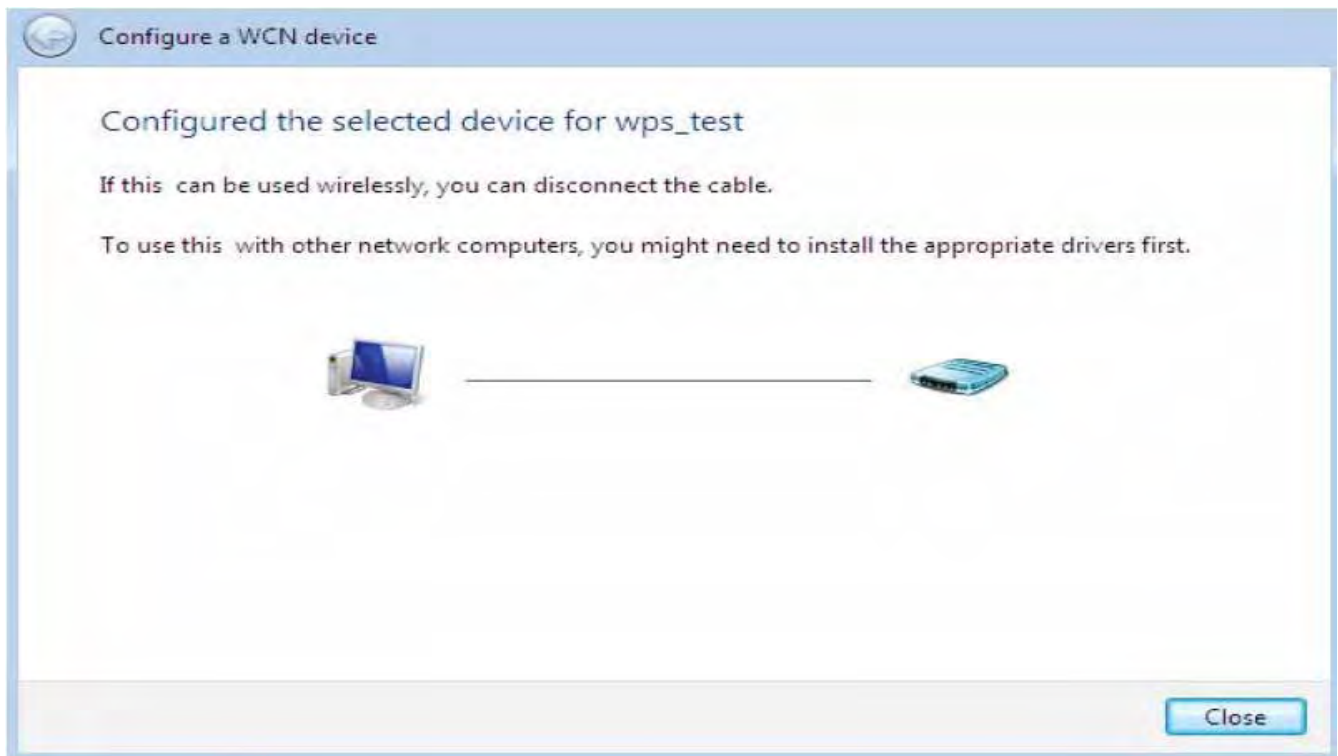 Configure a WCN device
Configured the selected device for wps_test
If this can be used wirelessly, you can disconnect the cable.
To use this with other network computers, you might need to install the appropriate drivers first.
Close